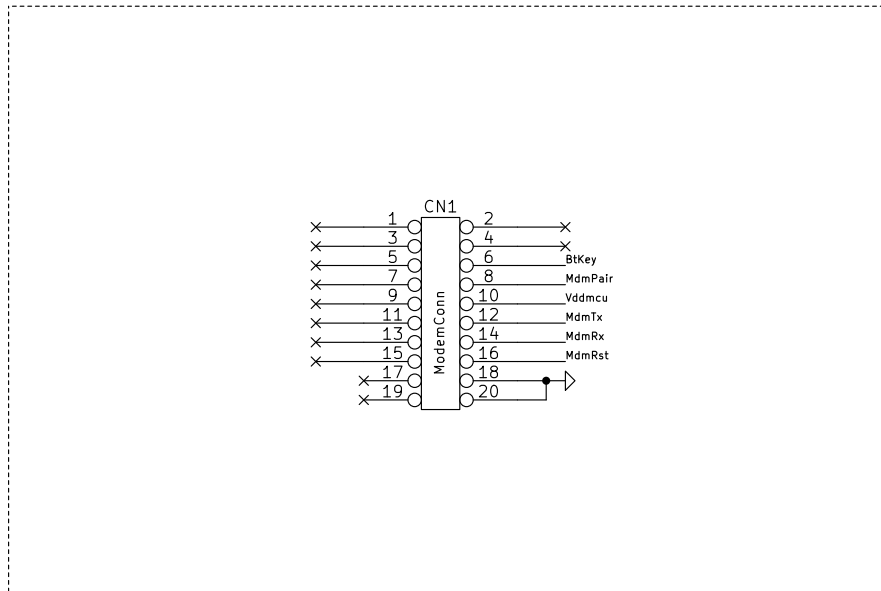 CN1
1 2
3 4
5 6 BtKey
7 8 MdmPair
9 10 Vddmcu
11 12 MdmTx
13 14 MdmRx
15 16 MdmRst
17 18
19 20
ModemConn